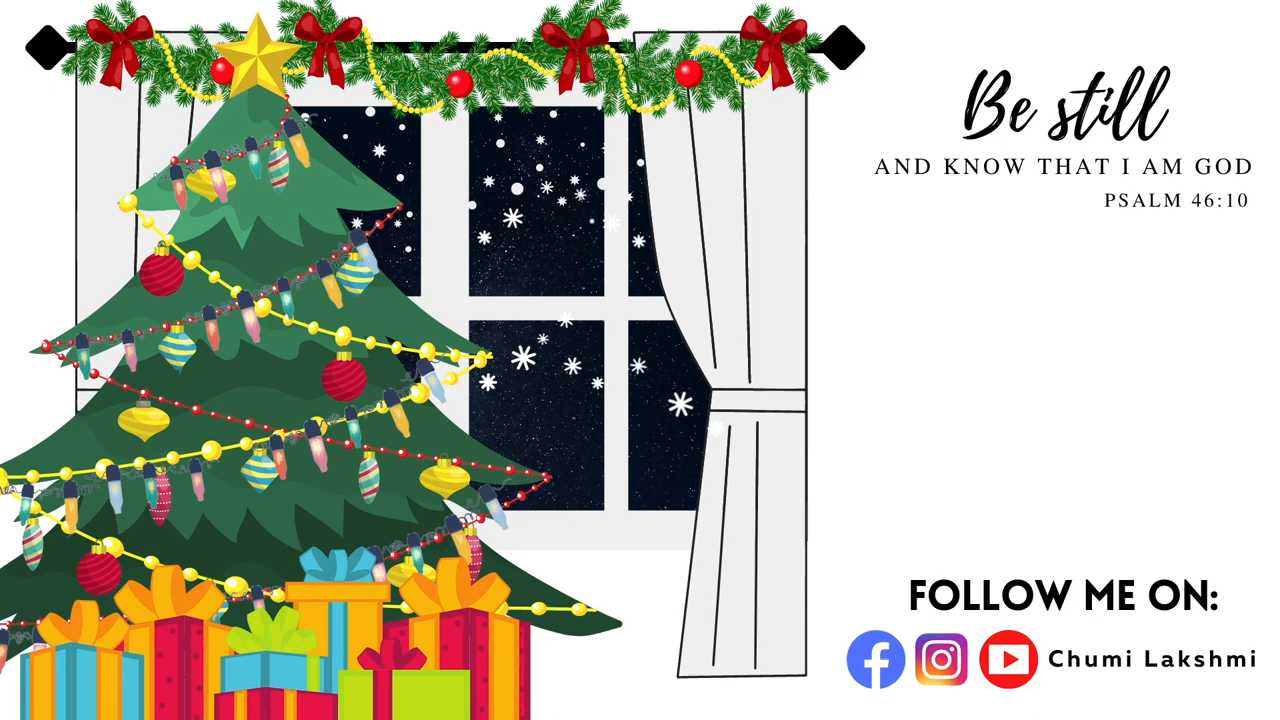 Be still
AND KNOW THAT I AM GOD
PSALM 46:10
FOLLOW ME ON:
Chumi Lakshmi